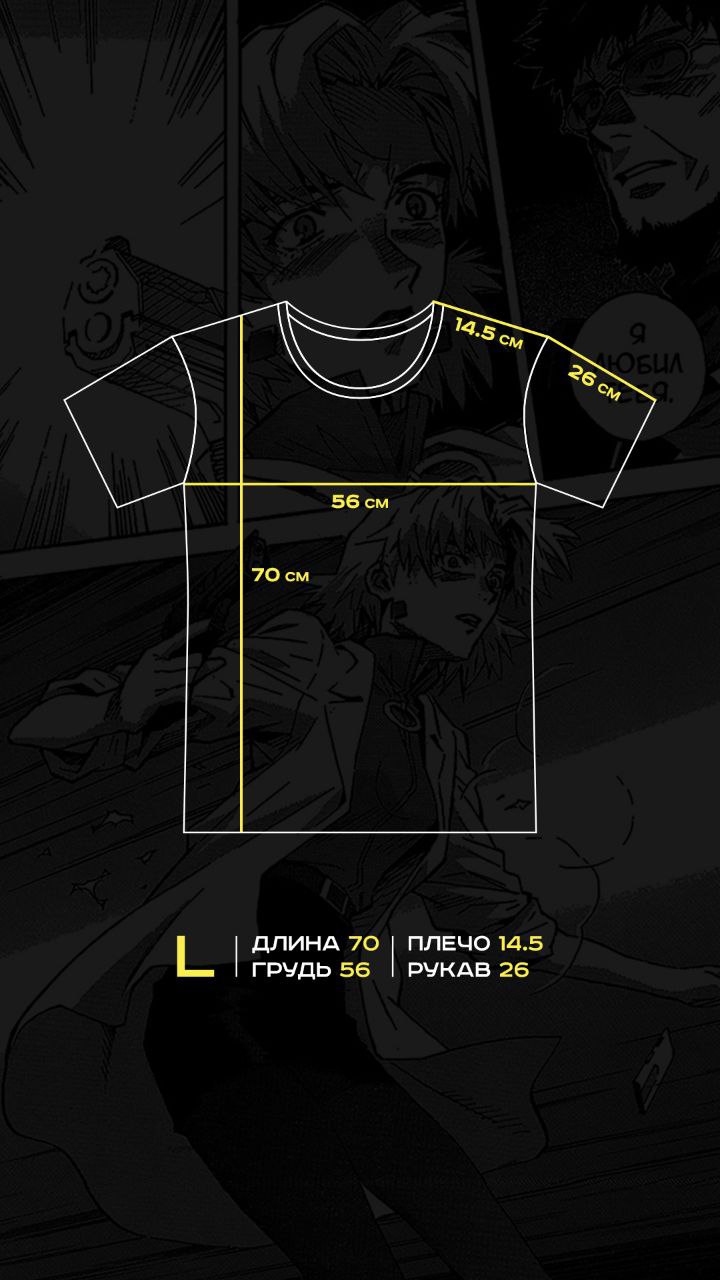 Я
ЛЮБИЛ
ТЕБЯ.
14.5 см
26 см
56 см
70 см
L
ДЛИНА 70
ГРУДЬ 56
ПЛЕЧО 14.5
РУКАВ 26